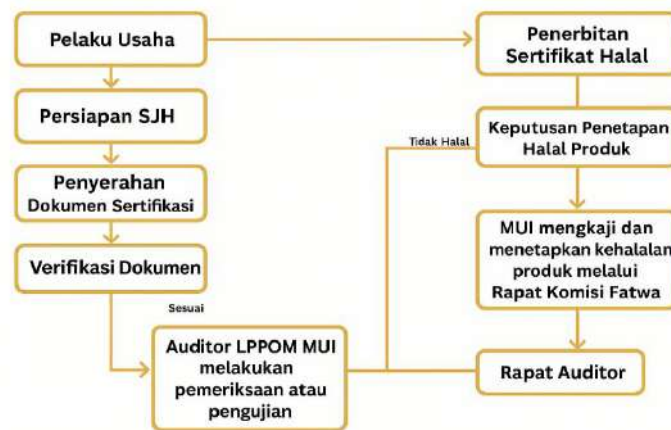 Pelaku Usaha
Persiapan SJH
Penyerahan
Dokumen Sertifikasi
Verifikasi Dokumen
Sesuai
Auditor LPPOM MUI
melakukan
pemeriksaan atau
pengujian
Tidak Halal
Penerbitan
Sertifikat Halal
Keputusan Penetapan
Halal Produk
MUI mengkaji dan
menetapkan kehalalan
produk melalui
Rapat Komisi Fatwa
Rapat Auditor